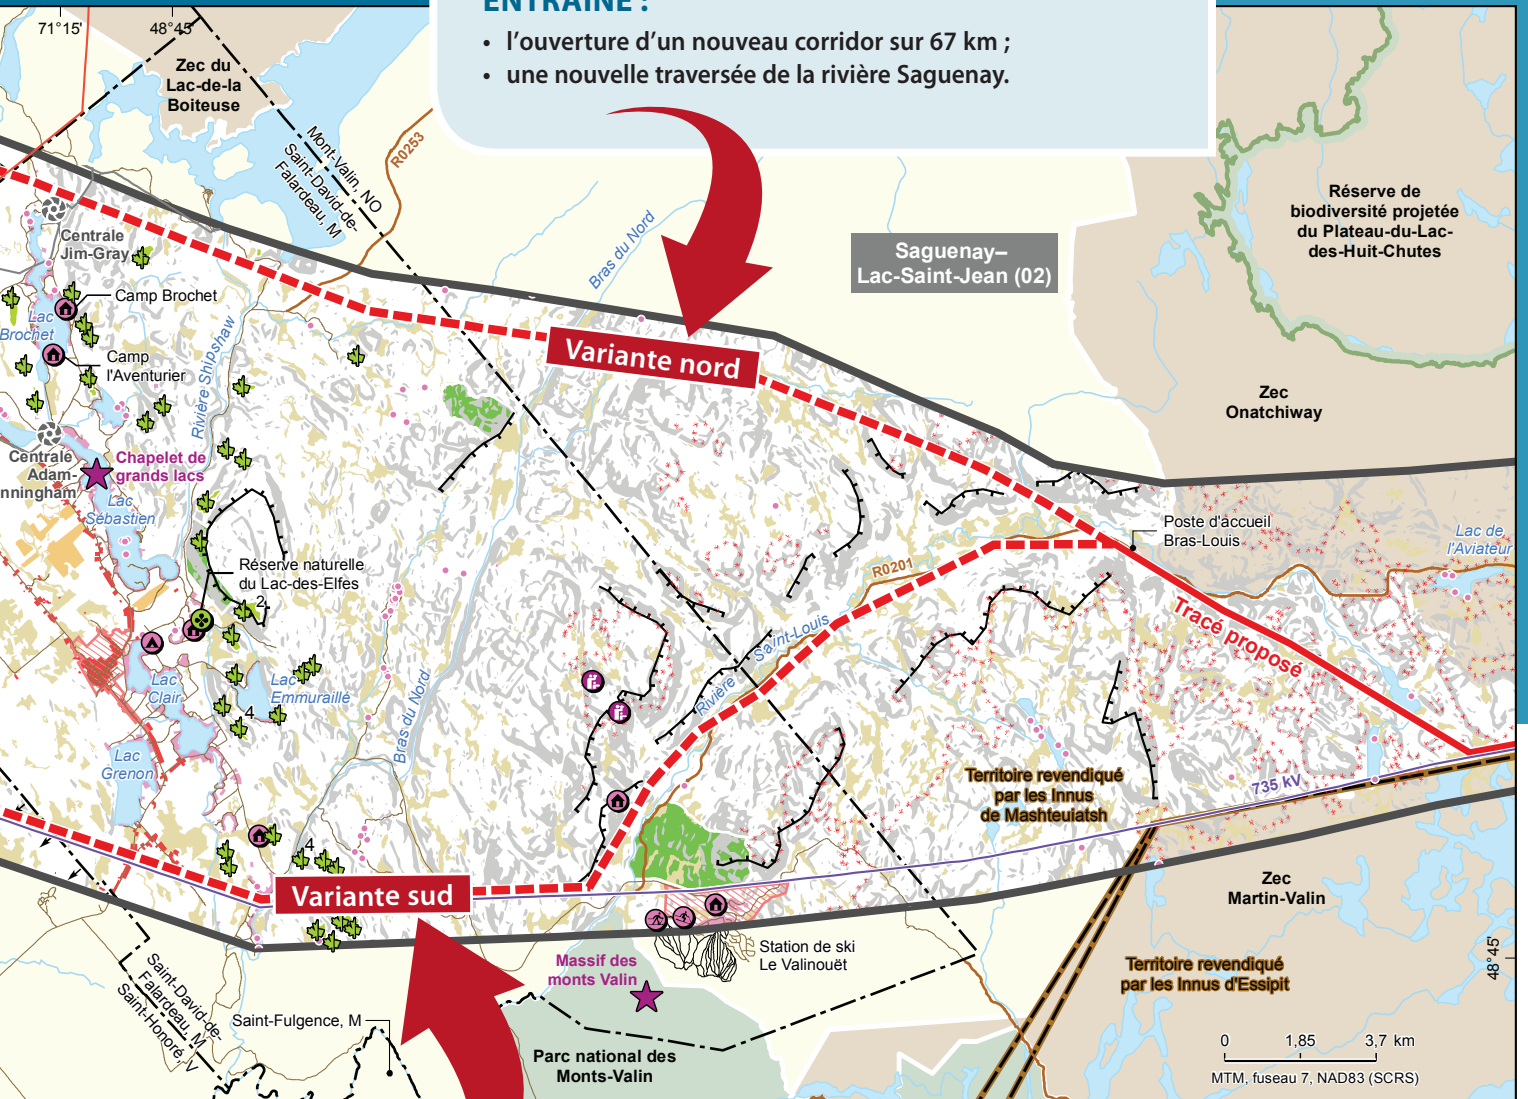 ENTRAÎNE :
• l’ouverture d’un nouveau corridor sur 67 km ;
• une nouvelle traversée de la rivière Saguenay.
71°15'
48°45'
Zec du
Lac-de-la
Boiteuse
Mont-Valin, NO
Saint-David-de-
Falardeau, M
R0253
Bras du Nord
Saguenay–
Lac-Saint-Jean (02)
Réserve de
biodiversité projetée
du Plateau-du-Lac-
des-Huit-Chutes
Zec
Onatchiway
Centrale
Jim-Gray
Camp Brochet
Lac
Brochet
Camp
l'Aventurier
Rivière Shipshaw
Variante nord
Centrale
Adam-
nningham
Chapelet de
grands lacs
Lac
Sébastien
Poste d'accueil
Bras-Louis
Lac de
l'Aviateur
Réserve naturelle
du Lac-des-Elfes
2
R0201
Rivière Saint-Louis
Tracé proposé
Lac
Clair
Lac
Emmuraillé
4
Bras du Nord
Lac
Grenon
Territoire revendiqué
par les Innus
de Mashteuiatsh
735 kV
4
Variante sud
Zec
Martin-Valin
Station de ski
Le Valinouët
Massif des
monts Valin
Territoire revendiqué
par les Innus d'Essipit
48°45'
Saint-David-de-
Falardeau, M
Saint-Honoré, V
Saint-Fulgence, M
Parc national des
Monts-Valin
0 1,85 3,7 km
MTM, fuseau 7, NAD83 (SCRS)